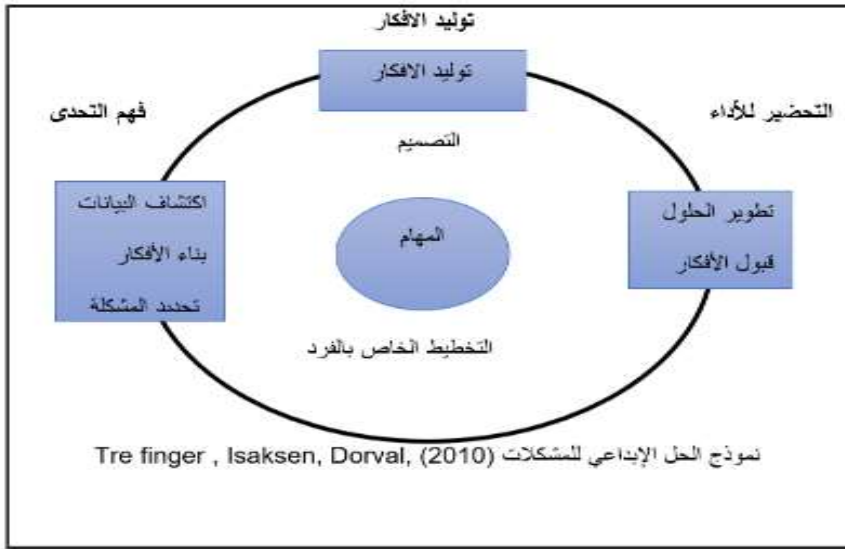 توليد الافكار
توليد الافكار
التحضير للأداء
فهم التحدى
التصميم
تطوير الحلول
قبول الأفكار
المهام
اكتشاف البيانات
بناء الأفكار
تحديد المشكلة
التخطيط الخاص بالفرد
نموذج الحل الإبداعي للمشكلات Tre finger , Isaksen, Dorval, (2010)